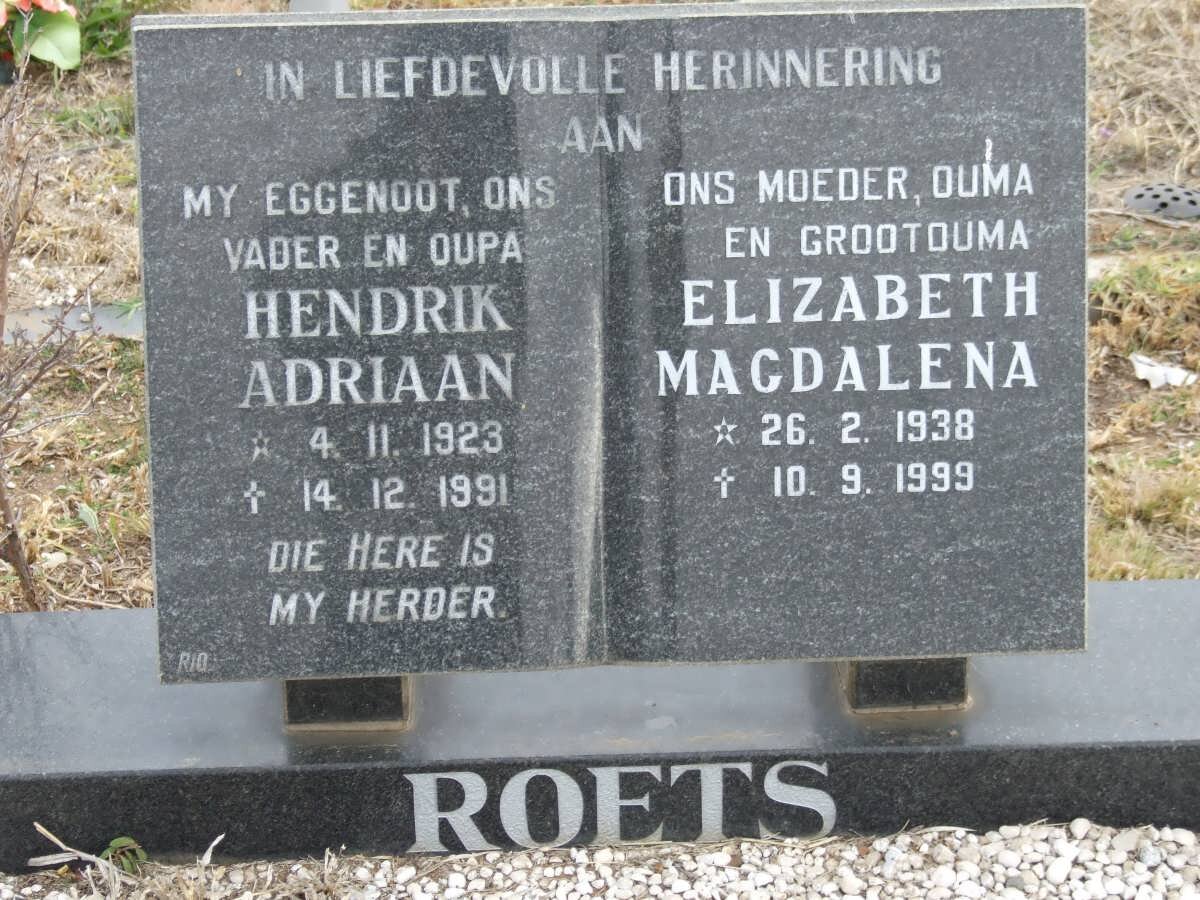 IN LIEFDEVOLLE HERINNERING
AAN
MY EGGENOOT, ONS
VADER EN OUPA
HENDRIK
ADRIAAN
☆ 4. 11. 1923
✝ 14. 12. 1991
DIE HERE IS
MY HERDER.
RIO
ONS MOEDER, OUMA
EN GROOTOUMA
ELIZABETH
MAGDALENA
☆ 26. 2. 1938
✝ 10. 9. 1999
ROETS